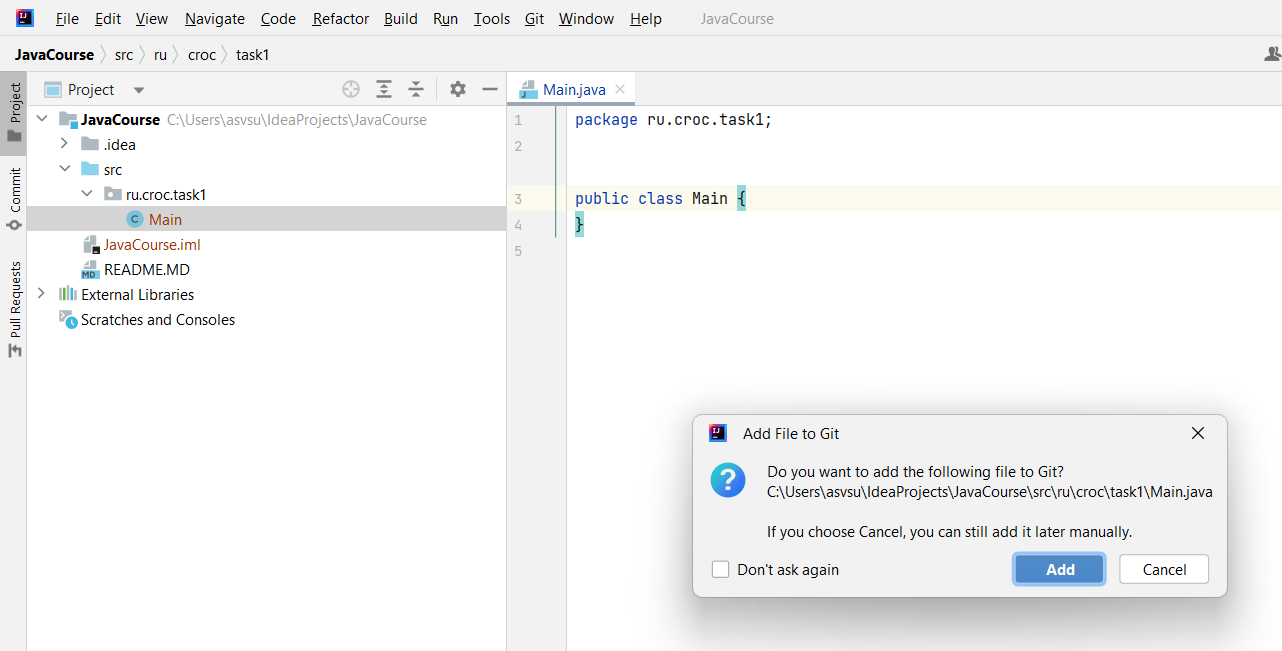 File Edit View Navigate Code Refactor Build Run Tools Git Window Help JavaCourse
JavaCourse src ru croc task1
Project
Commit
Pull Requests
Project
JavaCourse C:\Users\asvsu\IdeaProjects\JavaCourse
.idea
src
ru.croc.task1
C Main
JavaCourse.iml
MD README.MD
External Libraries
Scratches and Consoles
Main.java
1 package ru.croc.task1;
2
3 public class Main {
4 }
5
Add File to Git
Do you want to add the following file to Git?
C:\Users\asvsu\IdeaProjects\JavaCourse\src\ru\croc\task1\Main.java
If you choose Cancel, you can still add it later manually.
Don't ask again
Add Cancel